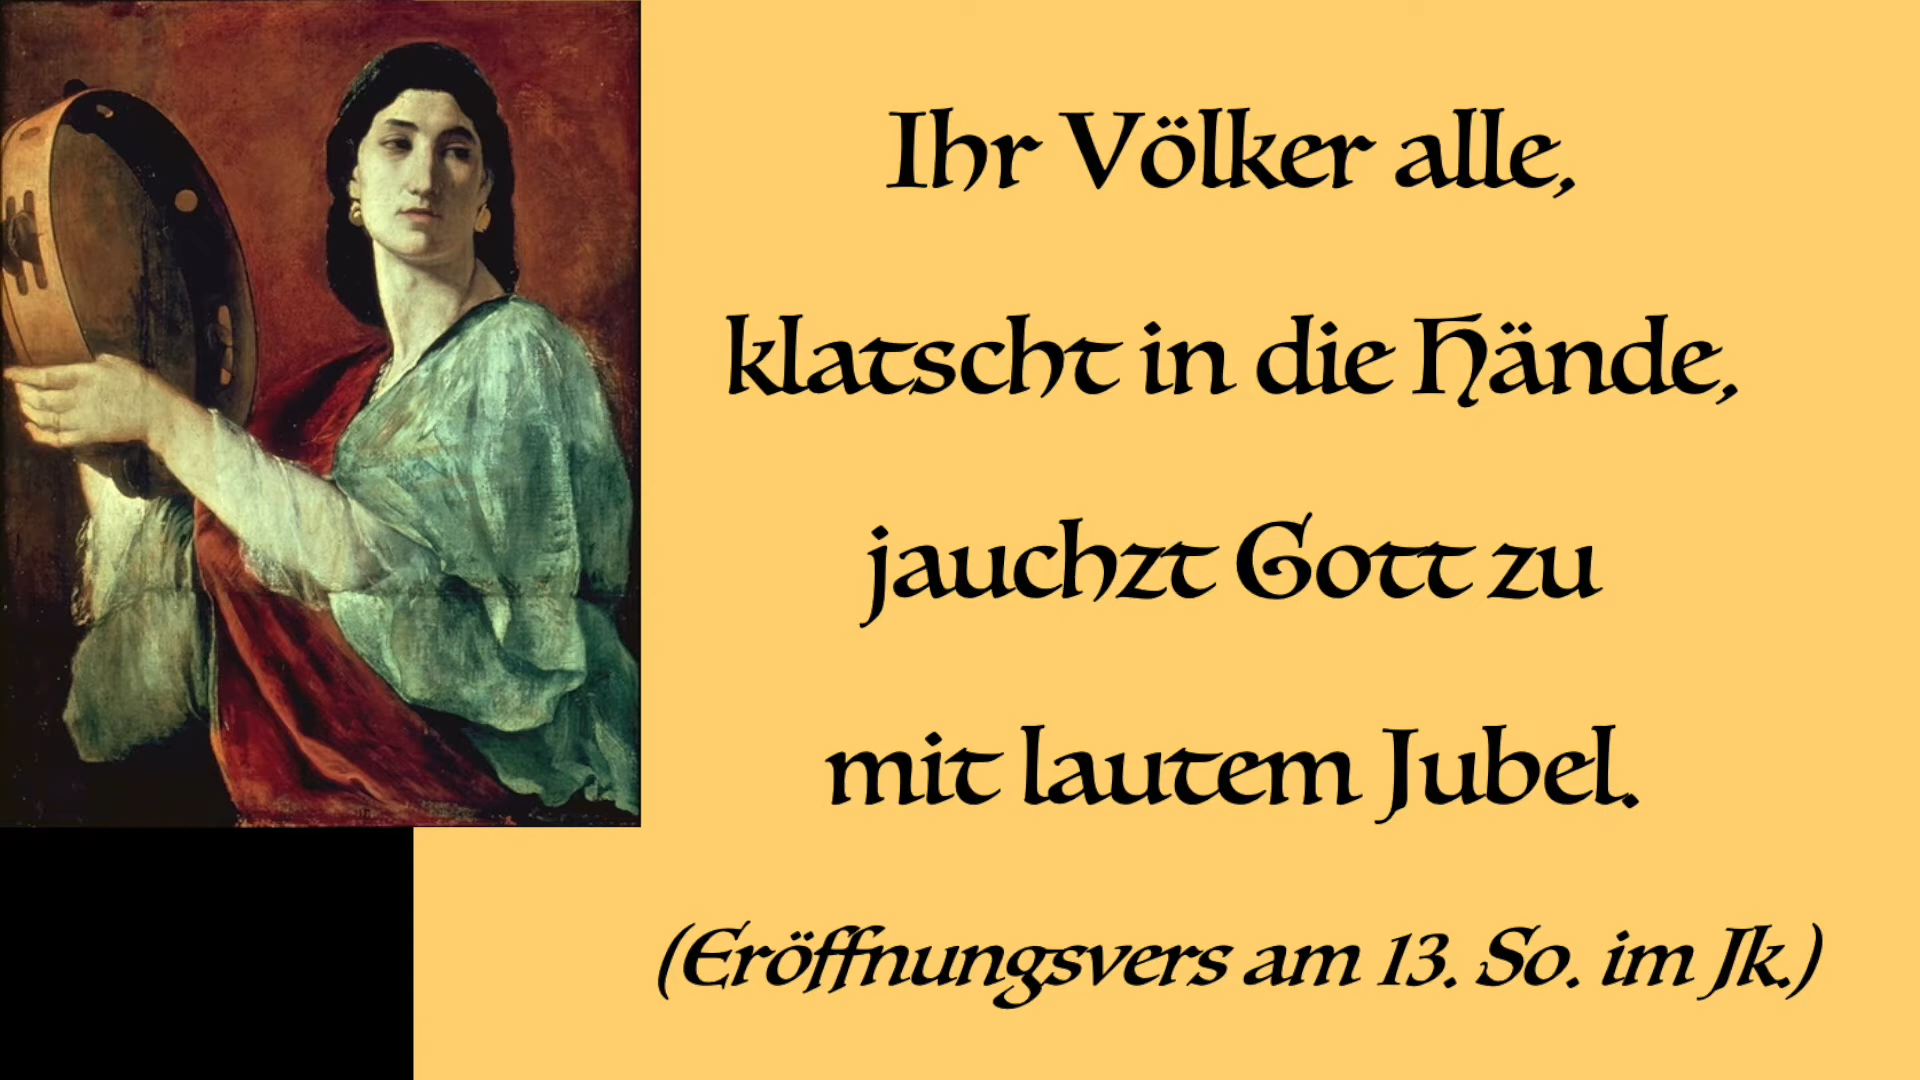 Ihr Völker alle,
klatscht in die Hände,
jauchzt Gott zu
mit lautem Jubel.
(Eröffnungsvers am 13. So. im Jk.)